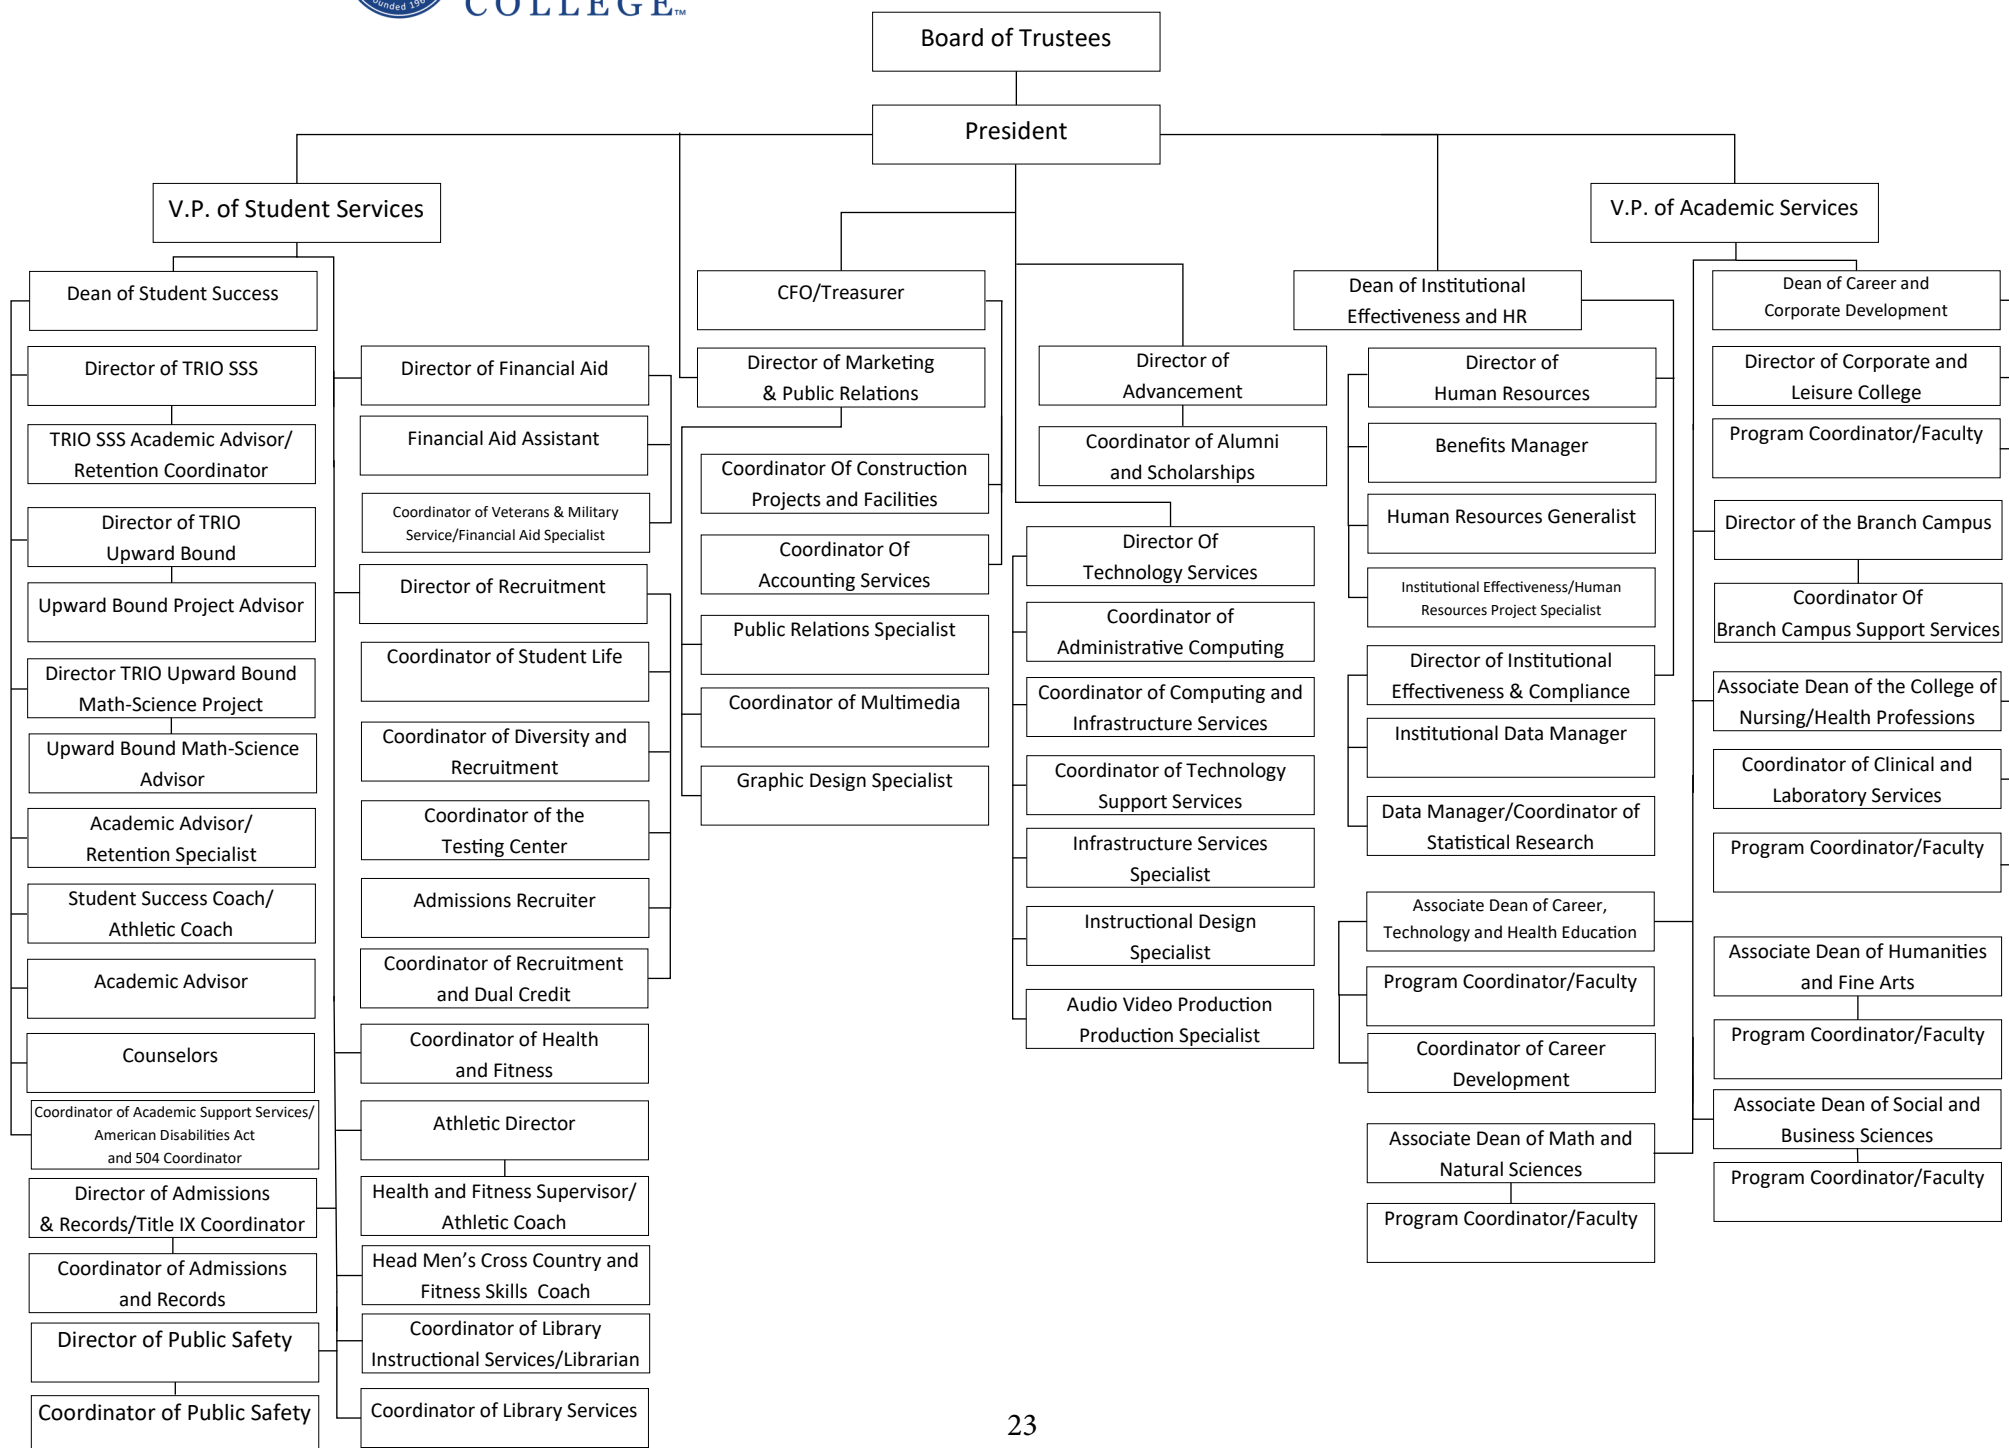 Founded 196
COLLEGE™
Board of Trustees
President
V.P. of Student Services
V.P. of Academic Services
Dean of Student Success
Director of TRIO SSS
TRIO SSS Academic Advisor/
Retention Coordinator
Director of TRIO
Upward Bound
Upward Bound Project Advisor
Director TRIO Upward Bound
Math-Science Project
Upward Bound Math-Science
Advisor
Academic Advisor/
Retention Specialist
Student Success Coach/
Athletic Coach
Academic Advisor
Counselors
Coordinator of Academic Support Services/
American Disabilities Act
and 504 Coordinator
Director of Admissions
& Records/Title IX Coordinator
Coordinator of Admissions
and Records
Director of Public Safety
Coordinator of Public Safety
Director of Financial Aid
Financial Aid Assistant
Coordinator of Veterans & Military
Service/Financial Aid Specialist
Director of Recruitment
Coordinator of Student Life
Coordinator of Diversity and
Recruitment
Coordinator of the
Testing Center
Admissions Recruiter
Coordinator of Recruitment
and Dual Credit
Coordinator of Health
and Fitness
Athletic Director
Health and Fitness Supervisor/
Athletic Coach
Head Men’s Cross Country and
Fitness Skills Coach
Coordinator of Library
Instructional Services/Librarian
Coordinator of Library Services
CFO/Treasurer
Director of Marketing
& Public Relations
Coordinator Of Construction
Projects and Facilities
Coordinator Of
Accounting Services
Public Relations Specialist
Coordinator of Multimedia
Graphic Design Specialist
Director of
Advancement
Coordinator of Alumni
and Scholarships
Director Of
Technology Services
Coordinator of
Administrative Computing
Coordinator of Computing and
Infrastructure Services
Coordinator of Technology
Support Services
Infrastructure Services
Specialist
Instructional Design
Specialist
Audio Video Production
Production Specialist
Dean of Institutional
Effectiveness and HR
Director of
Human Resources
Benefits Manager
Human Resources Generalist
Institutional Effectiveness/Human
Resources Project Specialist
Director of Institutional
Effectiveness & Compliance
Institutional Data Manager
Data Manager/Coordinator of
Statistical Research
Associate Dean of Career,
Technology and Health Education
Program Coordinator/Faculty
Coordinator of Career
Development
Associate Dean of Math and
Natural Sciences
Program Coordinator/Faculty
Dean of Career and
Corporate Development
Director of Corporate and
Leisure College
Program Coordinator/Faculty
Director of the Branch Campus
Coordinator Of
Branch Campus Support Services
Associate Dean of the College of
Nursing/Health Professions
Coordinator of Clinical and
Laboratory Services
Program Coordinator/Faculty
Associate Dean of Humanities
and Fine Arts
Program Coordinator/Faculty
Associate Dean of Social and
Business Sciences
Program Coordinator/Faculty
23